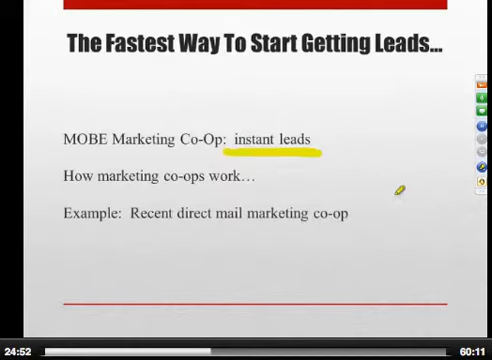 The Fastest Way To Start Getting Leads...
MOBE Marketing Co-Op: instant leads
How marketing co-ops work…
Example: Recent direct mail marketing co-op
24:52
60:11